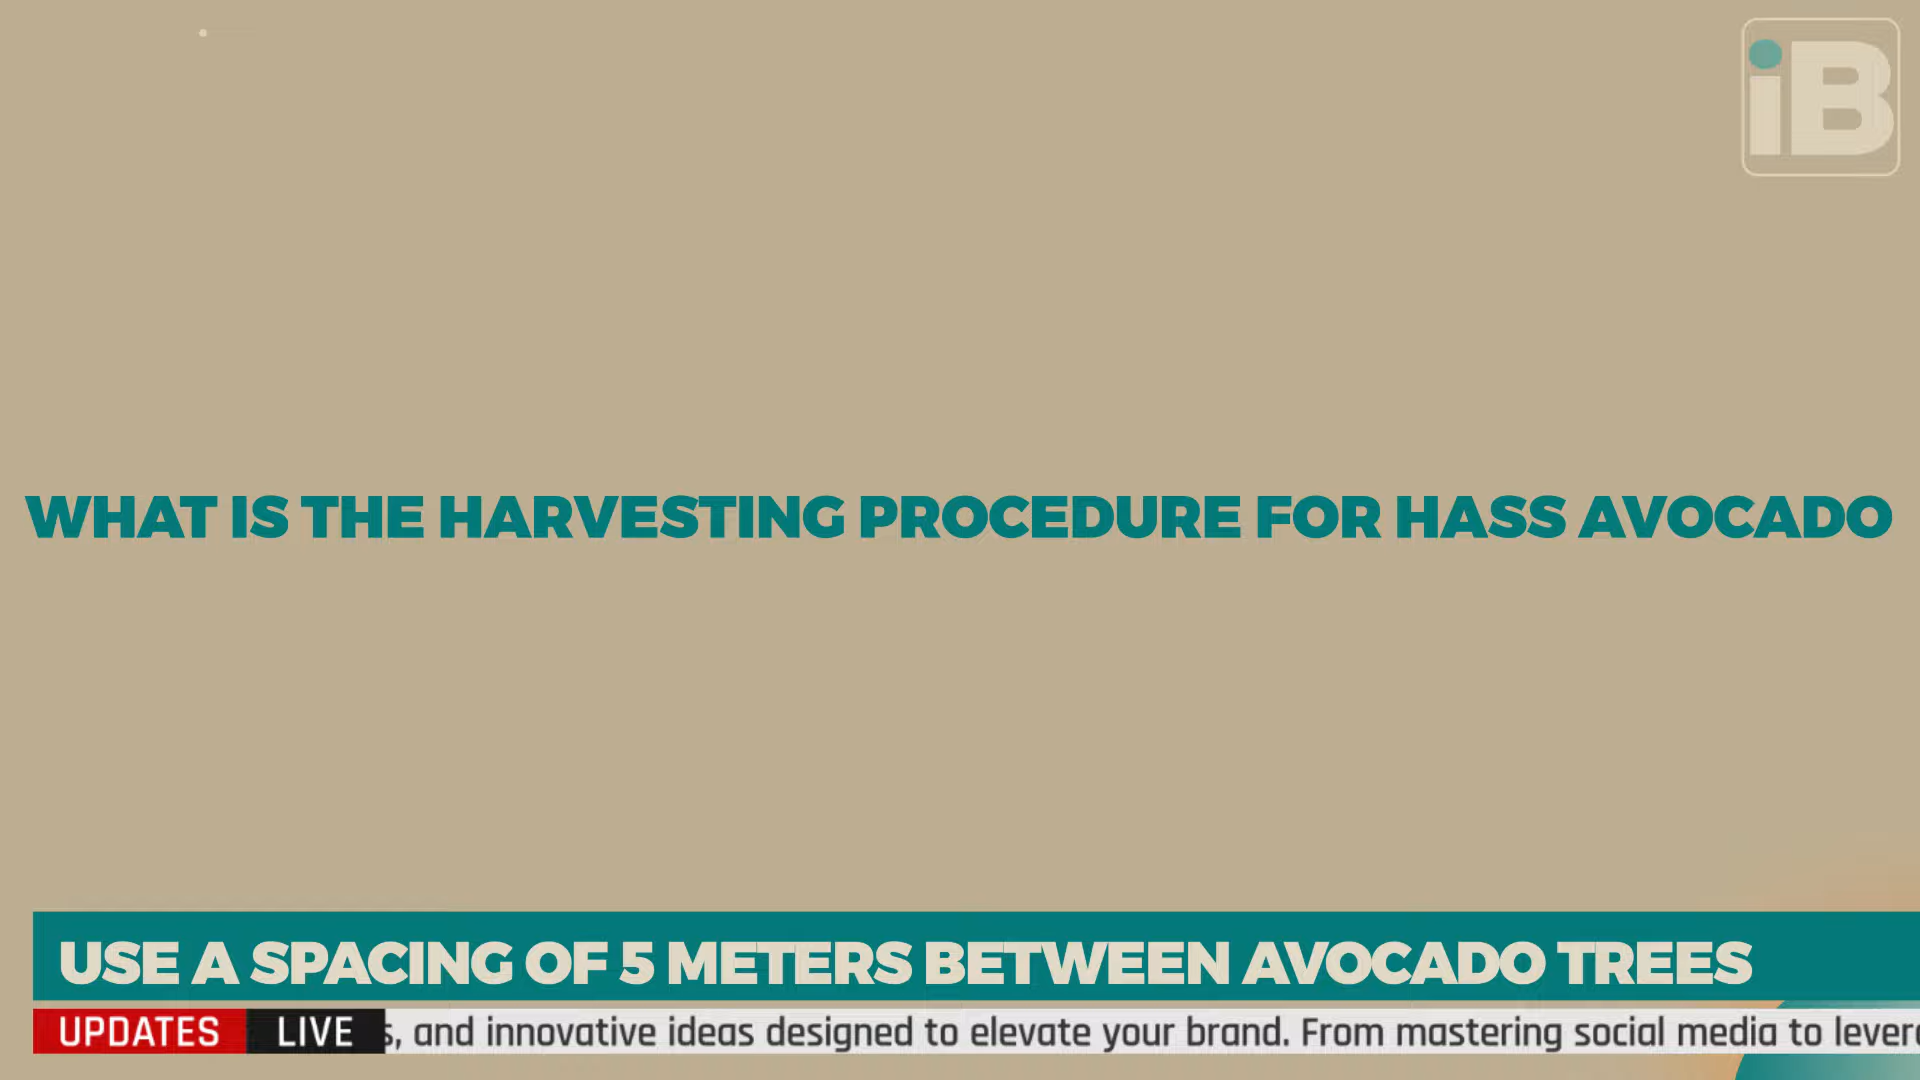 iB
WHAT IS THE HARVESTING PROCEDURE FOR HASS AVOCADO
USE A SPACING OF 5 METERS BETWEEN AVOCADO TREES
UPDATES LIVE , and innovative ideas designed to elevate your brand. From mastering social media to